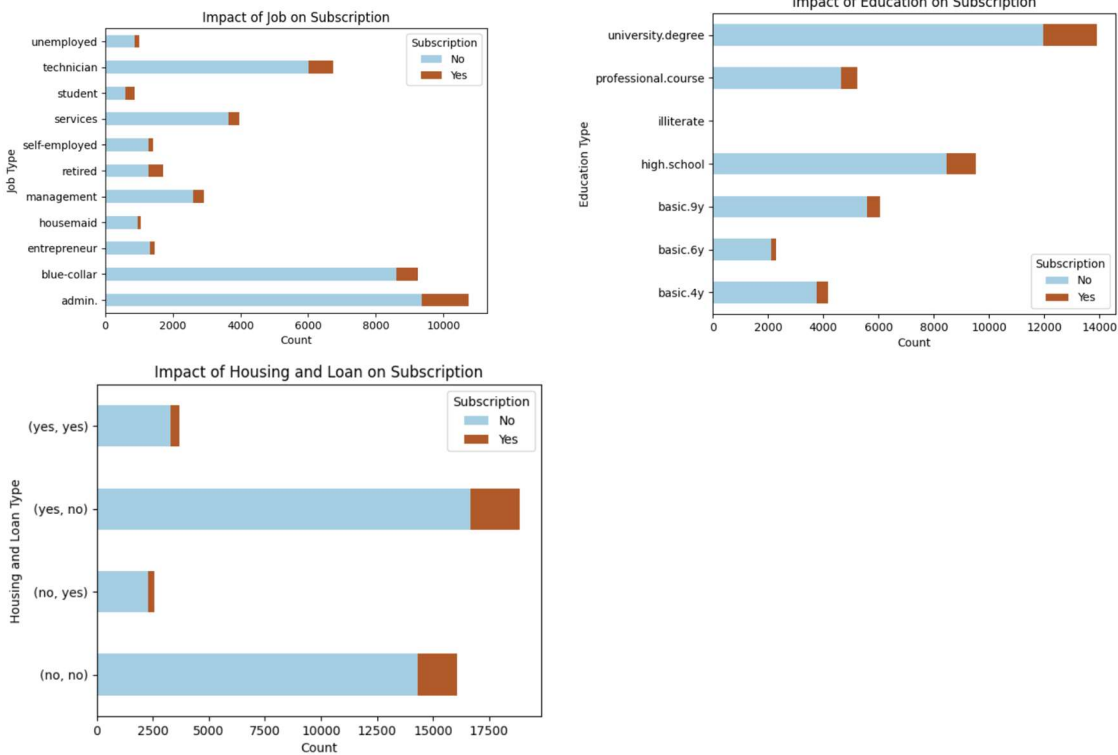 Impact of Job on Subscription
Subscription
No
Yes
unemployed
technician
student
services
self-employed
retired
management
housemaid
entrepreneur
blue-collar
admin.
Job Type
0 2000 4000 6000 8000 10000
Count
Impact of Education on Subscription
university.degree
professional.course
illiterate
high.school
basic.9y
basic.6y
basic.4y
Education Type
Subscription
No
Yes
0 2000 4000 6000 8000 10000 12000 14000
Count
Impact of Housing and Loan on Subscription
Subscription
No
Yes
(yes, yes)
(yes, no)
(no, yes)
(no, no)
Housing and Loan Type
0 2500 5000 7500 10000 12500 15000 17500
Count